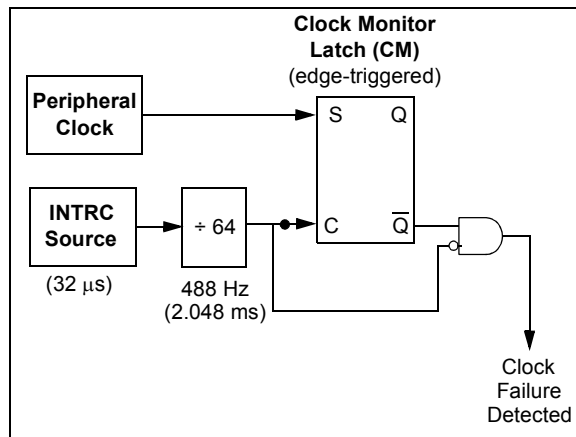 Clock Monitor
Latch (CM)
(edge-triggered)
Peripheral
Clock
S Q
INTRC
Source
÷ 64
C Q̅
(32 μs)
488 Hz
(2.048 ms)
Clock
Failure
Detected